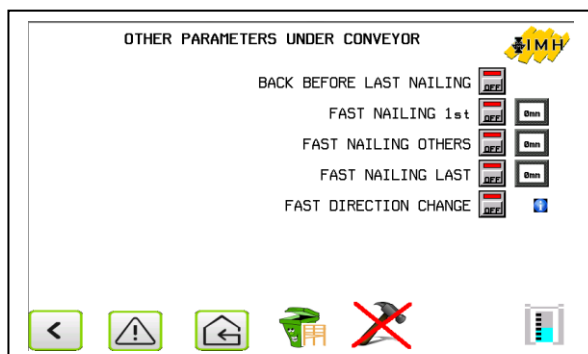 OTHER PARAMETERS UNDER CONVEYOR
IMH
BACK BEFORE LAST NAILING OFF
FAST NAILING 1st OFF 0mm
FAST NAILING OTHERS OFF 0mm
FAST NAILING LAST OFF 0mm
FAST DIRECTION CHANGE OFF i